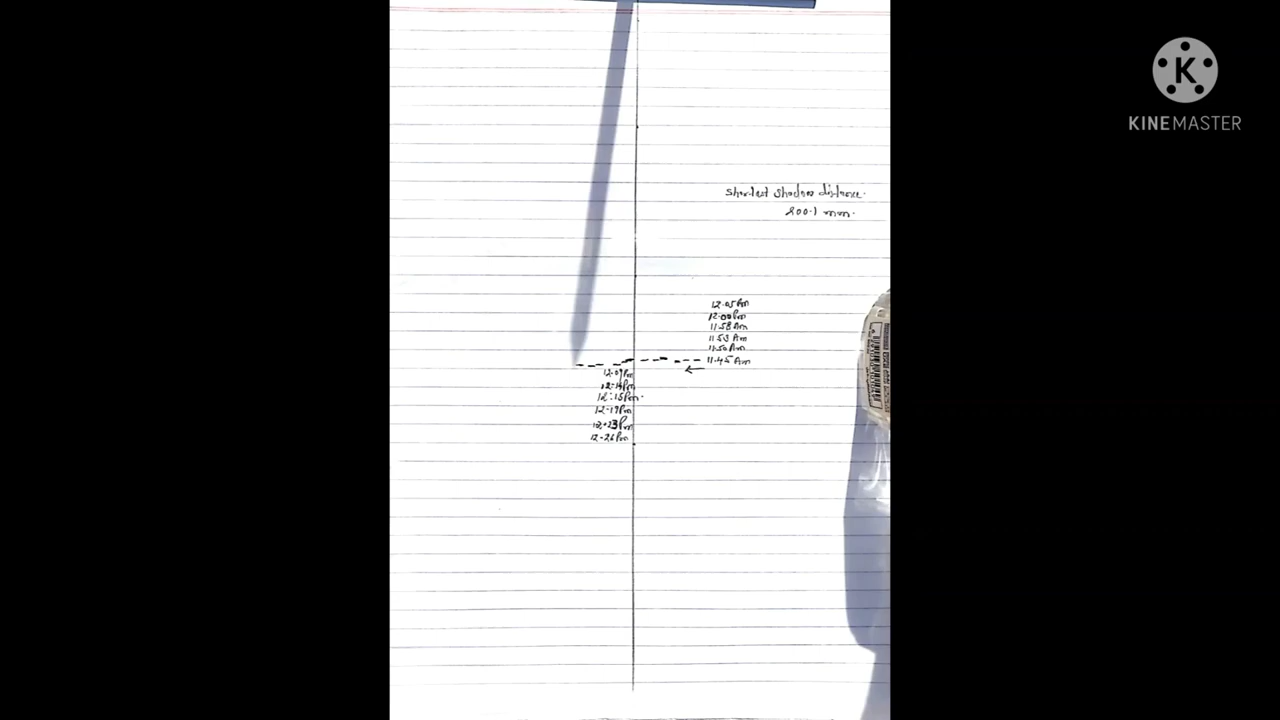 KINEMASTER
Shortest Shadow distance.
200.1 mm.
12.05 Am
12.00 Pm
11.58 Am
11.53 Am
11.50 Am
11.45 Am
12.09 Pm
12.14 Pm
12.15 Pm
12.19 Pm
12.23 Pm
12.26 Pm